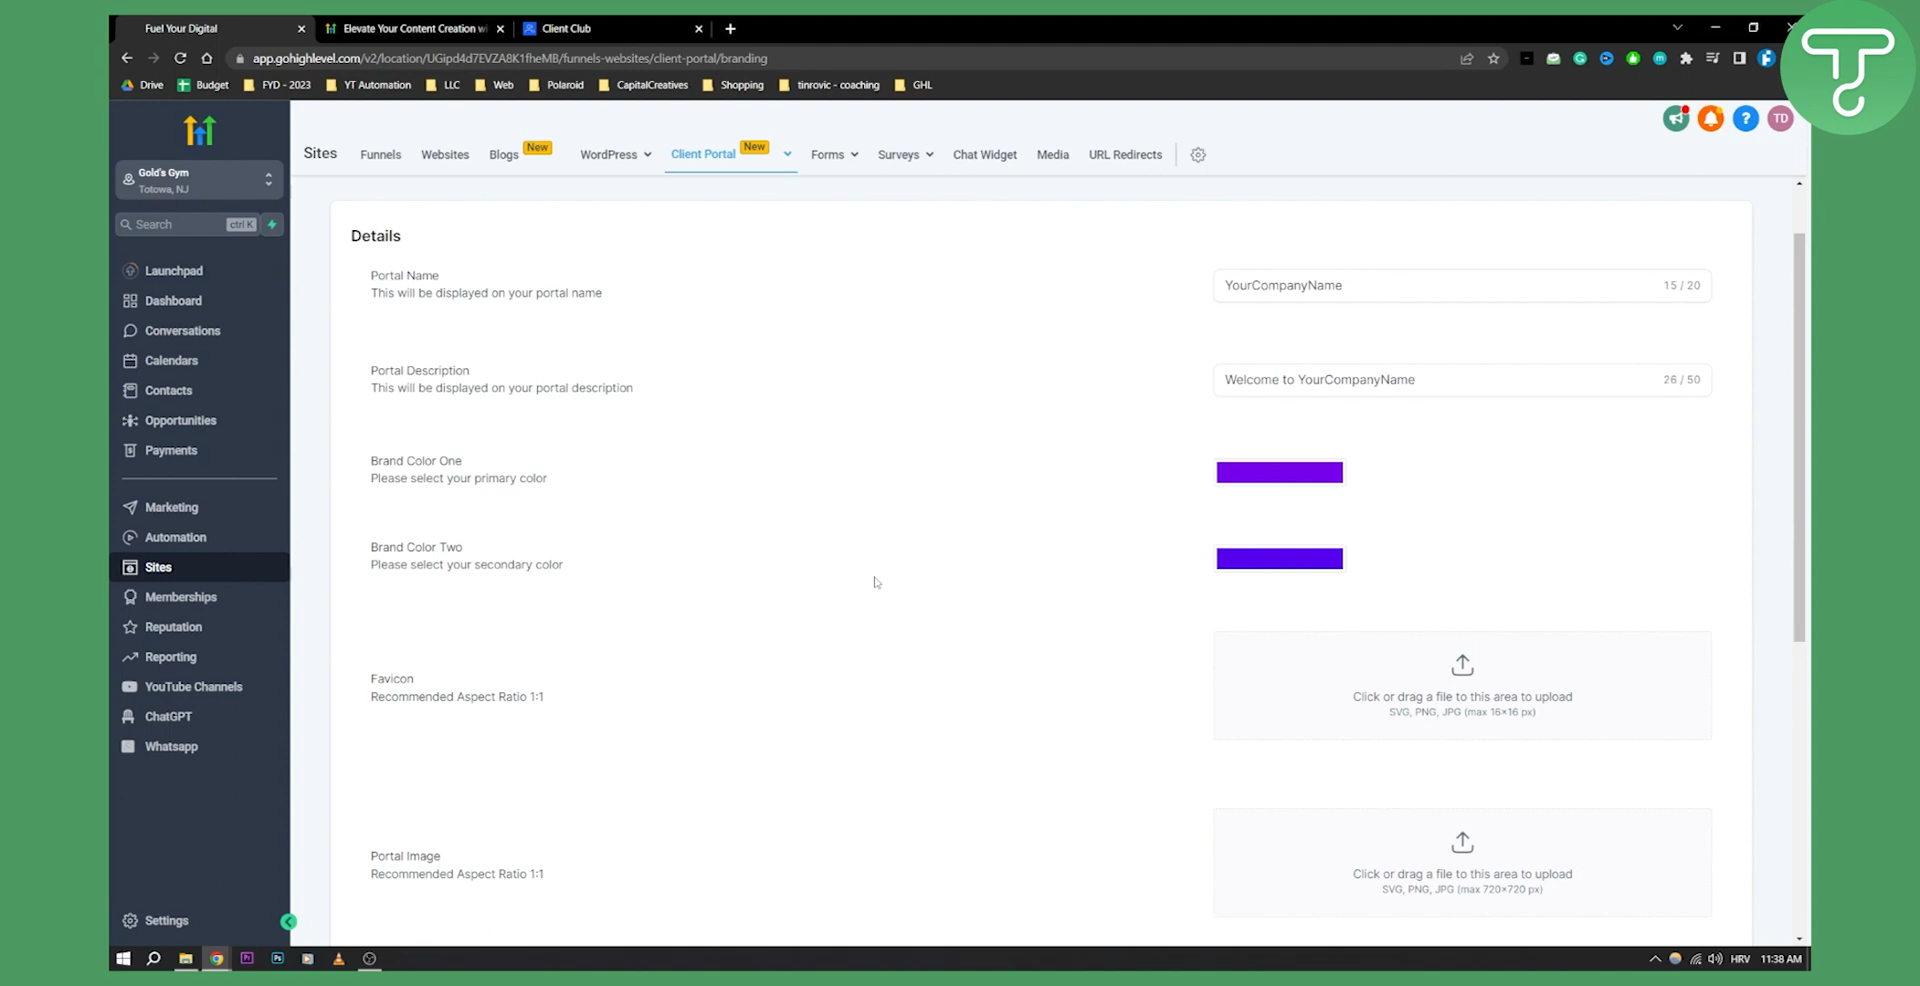 Fuel Your Digital
Elevate Your Content Creation wi
Client Club
app.gohighlevel.com/v2/location/UGipd4d7EVZA8K1fheMB/funnels-websites/client-portal/branding
Drive
Budget
FYD - 2023
YT Automation
LLC
Web
Polaroid
CapitalCreatives
Shopping
tinrovic - coaching
GHL
Gold's Gym
Totowa, NJ
Search
ctrl K
Launchpad
Dashboard
Conversations
Calendars
Contacts
Opportunities
Payments
Marketing
Automation
Sites
Memberships
Reputation
Reporting
YouTube Channels
ChatGPT
Whatsapp
Settings
TD
Sites
Funnels
Websites
Blogs
New
WordPress
Client Portal
New
Forms
Surveys
Chat Widget
Media
URL Redirects
Details
Portal Name
This will be displayed on your portal name
YourCompanyName
15 / 20
Portal Description
This will be displayed on your portal description
Welcome to YourCompanyName
26 / 50
Brand Color One
Please select your primary color
Brand Color Two
Please select your secondary color
Favicon
Recommended Aspect Ratio 1:1
Click or drag a file to this area to upload
SVG, PNG, JPG (max 16×16 px)
Portal Image
Recommended Aspect Ratio 1:1
Click or drag a file to this area to upload
SVG, PNG, JPG (max 720×720 px)
Pr
Ps
HRV
11:38 AM